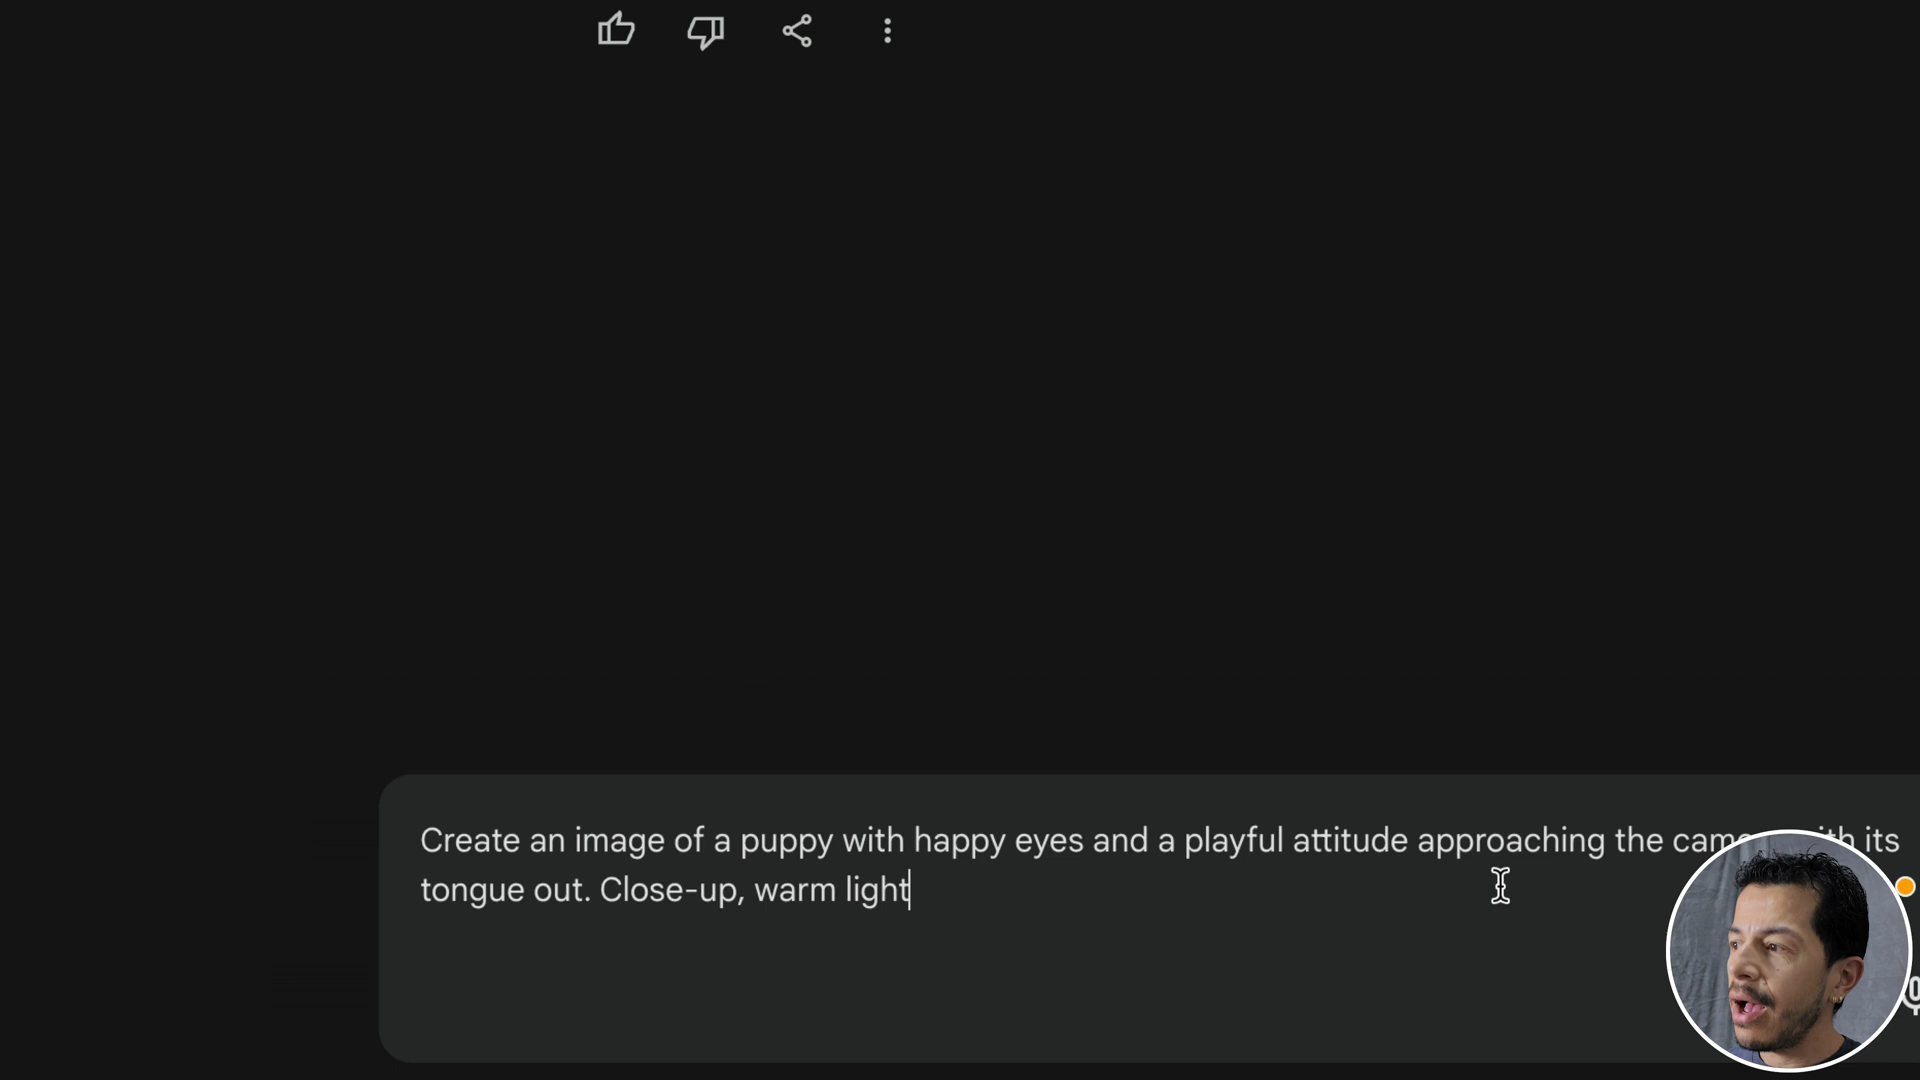 Create an image of a puppy with happy eyes and a playful attitude approaching the its
tongue out. Close-up, warm light